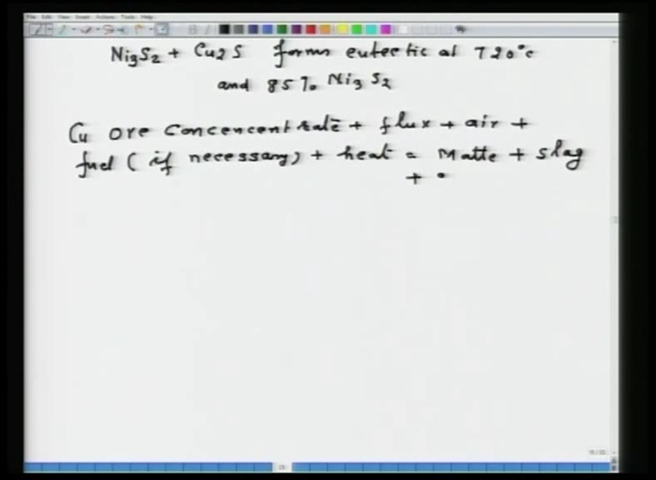 Ni3S2 + Cu2S forms eutectic at 720°c
and 85% Ni3S2
Cu ore concencentrate + flux + air +
fuel ( if necessary) + heat = Matte + slag
+